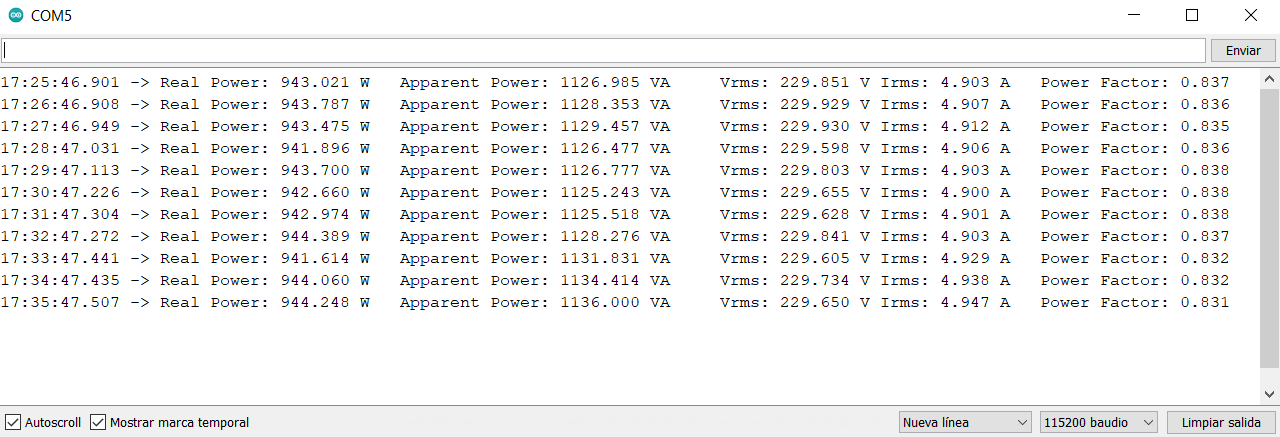 COM5
Enviar
17:25:46.901 -> Real Power: 943.021 W   Apparent Power: 1126.985 VA     Vrms: 229.851 V Irms: 4.903 A   Power Factor: 0.837
17:26:46.908 -> Real Power: 943.787 W   Apparent Power: 1128.353 VA     Vrms: 229.929 V Irms: 4.907 A   Power Factor: 0.836
17:27:46.949 -> Real Power: 943.475 W   Apparent Power: 1129.457 VA     Vrms: 229.930 V Irms: 4.912 A   Power Factor: 0.835
17:28:47.031 -> Real Power: 941.896 W   Apparent Power: 1126.477 VA     Vrms: 229.598 V Irms: 4.906 A   Power Factor: 0.836
17:29:47.113 -> Real Power: 943.700 W   Apparent Power: 1126.777 VA     Vrms: 229.803 V Irms: 4.903 A   Power Factor: 0.838
17:30:47.226 -> Real Power: 942.660 W   Apparent Power: 1125.243 VA     Vrms: 229.655 V Irms: 4.900 A   Power Factor: 0.838
17:31:47.304 -> Real Power: 942.974 W   Apparent Power: 1125.518 VA     Vrms: 229.628 V Irms: 4.901 A   Power Factor: 0.838
17:32:47.272 -> Real Power: 944.389 W   Apparent Power: 1128.276 VA     Vrms: 229.841 V Irms: 4.903 A   Power Factor: 0.837
17:33:47.441 -> Real Power: 941.614 W   Apparent Power: 1131.831 VA     Vrms: 229.605 V Irms: 4.929 A   Power Factor: 0.832
17:34:47.435 -> Real Power: 944.060 W   Apparent Power: 1134.414 VA     Vrms: 229.734 V Irms: 4.938 A   Power Factor: 0.832
17:35:47.507 -> Real Power: 944.248 W   Apparent Power: 1136.000 VA     Vrms: 229.650 V Irms: 4.947 A   Power Factor: 0.831
Autoscroll Mostrar marca temporal Nueva línea 115200 baudio Limpiar salida